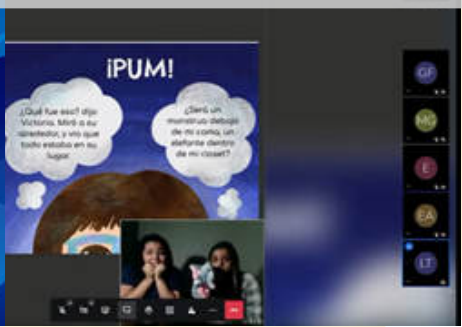 ¡PUM!
¿Qué fue eso? dijo
Victoria. Miró a su
alrededor, y vio que
todo estaba en su
lugar.
¿Será un
monstruo debajo
de mi cama, un
elefante dentro
de mi closet?
GF
MG
E
EA
LT